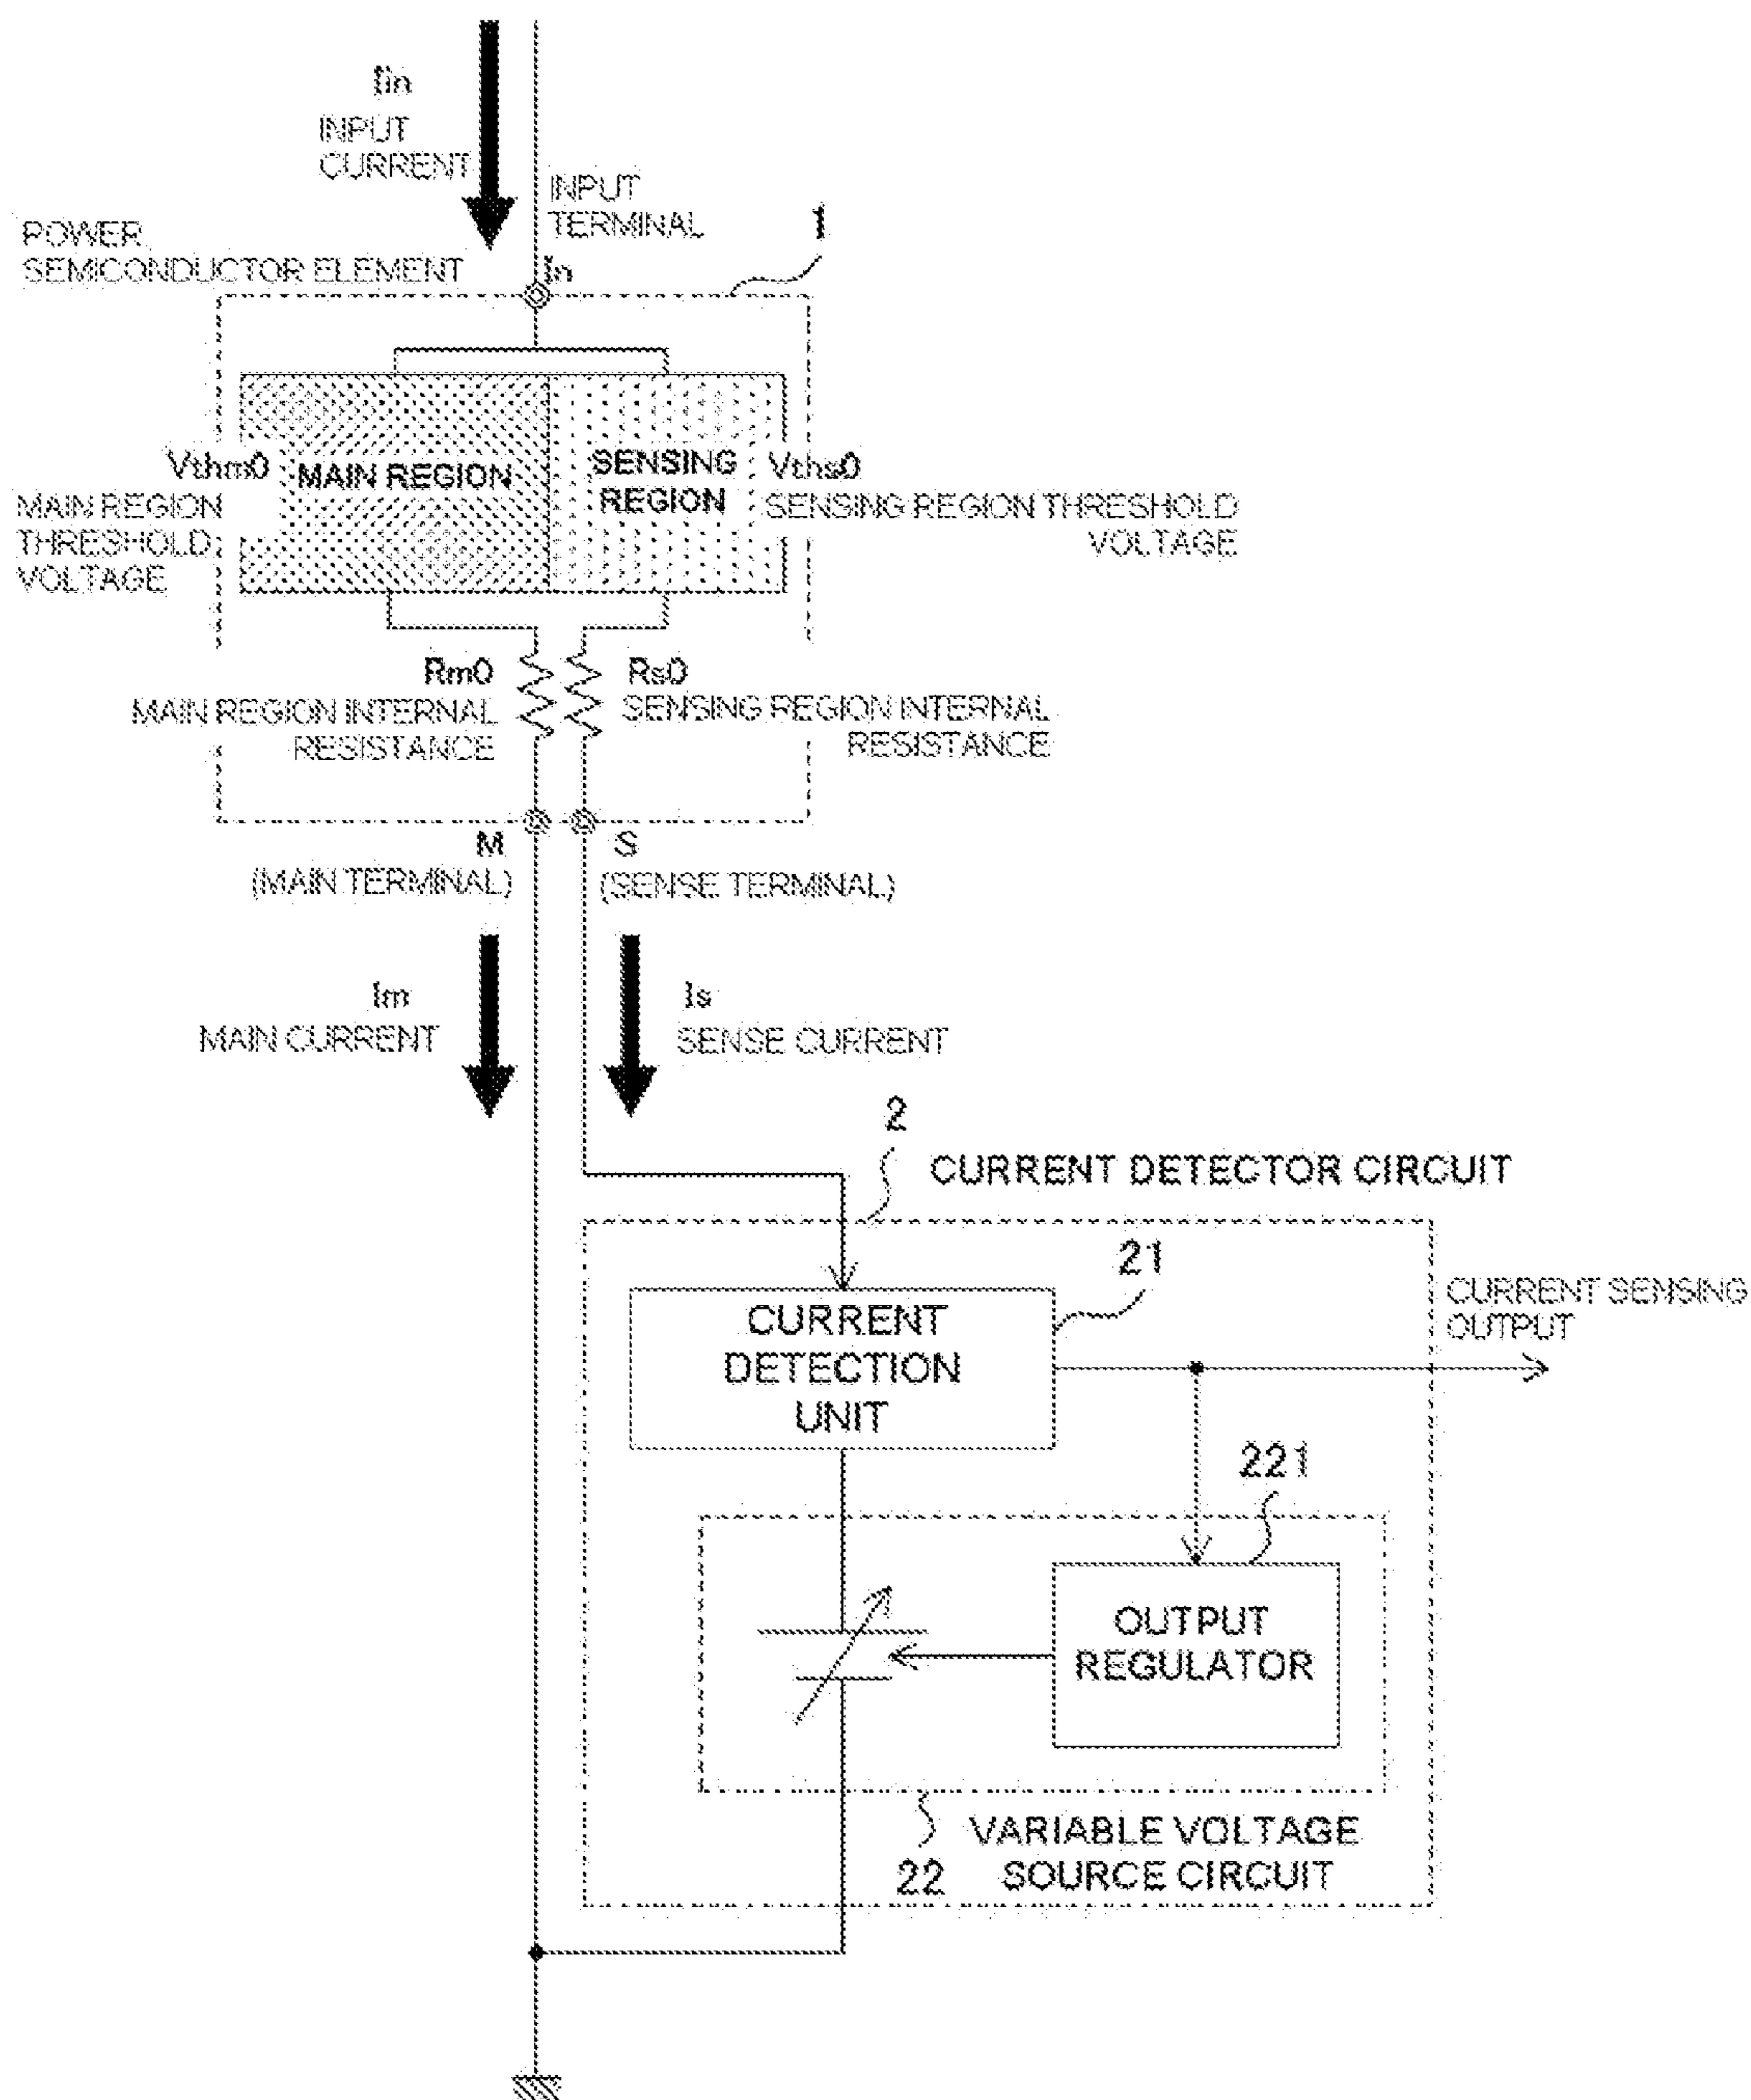 Iin
INPUT
CURRENT
INPUT
TERMINAL
1
POWER
SEMICONDUCTOR ELEMENT
In
Vthm0
MAIN REGION
THRESHOLD
VOLTAGE
MAIN REGION
SENSING
REGION
Vths0
SENSING REGION THRESHOLD
VOLTAGE
Rm0
MAIN REGION INTERNAL
RESISTANCE
Rs0
SENSING REGION INTERNAL
RESISTANCE
M
(MAIN TERMINAL)
S
(SENSE TERMINAL)
Im
MAIN CURRENT
Is
SENSE CURRENT
2
CURRENT DETECTOR CIRCUIT
21
CURRENT
DETECTION
UNIT
CURRENT SENSING
OUTPUT
221
OUTPUT
REGULATOR
22
VARIABLE VOLTAGE
SOURCE CIRCUIT